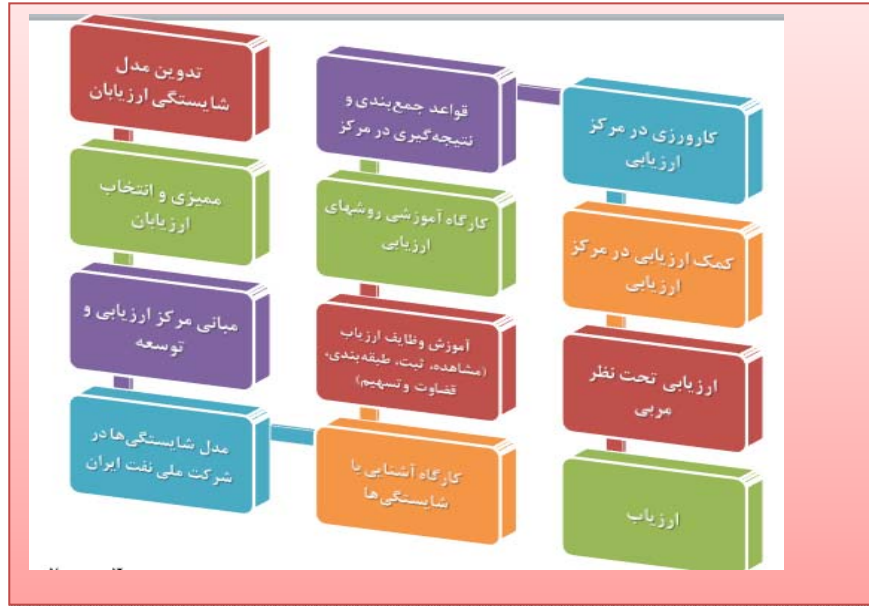 تدوین مدل
شایستگی ارزیابان
ممیزی و انتخاب
ارزیابان
مبانی مرکز ارزیابی و
توسعه
مدل شایستگی‌ها در
شرکت ملی نفت ایران
کارگاه آشنایی با
شایستگی‌ها
آموزش وظایف ارزیاب
(مشاهده، ثبت، طبقه‌بندی،
قضاوت وتسهیم)
کارگاه آموزشی روشهای
ارزیابی
قواعد جمع‌بندی و
نتیجه‌گیری در مرکز
کارورزی در مرکز
ارزیابی
کمک ارزیابی در مرکز
ارزیابی
ارزیابی تحت نظر
مربی
ارزیاب